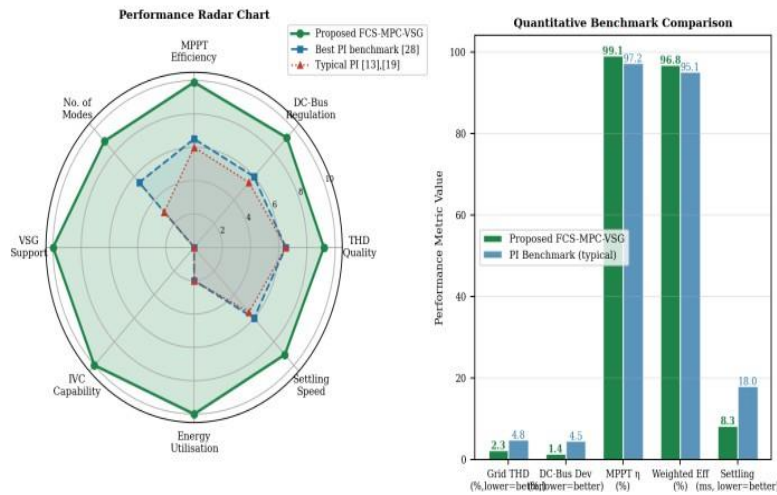 Performance Radar Chart
Proposed FCS-MPC-VSG
Best PI benchmark [28]
Typical PI [13],[19]
MPPT
Efficiency
No. of
Modes
DC-Bus
Regulation
10
8
6
4
2
VSG
Support
THD
Quality
IVC
Capability
Settling
Speed
Energy
Utilisation
Quantitative Benchmark Comparison
Performance Metric Value
100
80
60
40
20
0
99.1
97.2
96.8
95.1
Proposed FCS-MPC-VSG
PI Benchmark (typical)
18.0
8.3
4.8
2.3
4.5
1.4
Grid THD
(%,lower=better)
DC-Bus Dev
lower=better)
MPPT η
(%)
Weighted Eff
(%)
Settling
(ms, lower=better)